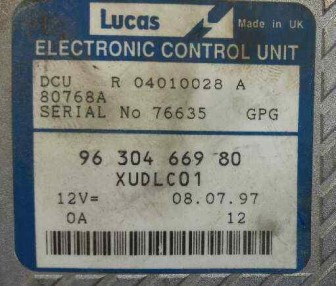 Lucas Made in UK
ELECTRONIC CONTROL UNIT
DCU R 04010028 A
80768A
SERIAL No 76635 GPG
96 304 669 80
XUDLC01
12V= 08.07.97
0A 12